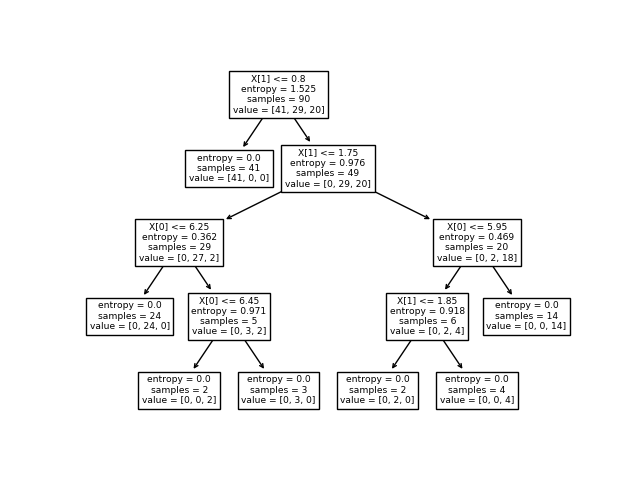 X[1] <= 0.8
entropy = 1.525
samples = 90
value = [41, 29, 20]
entropy = 0.0
samples = 41
value = [41, 0, 0]
X[1] <= 1.75
entropy = 0.976
samples = 49
value = [0, 29, 20]
X[0] <= 6.25
entropy = 0.362
samples = 29
value = [0, 27, 2]
X[0] <= 5.95
entropy = 0.469
samples = 20
value = [0, 2, 18]
entropy = 0.0
samples = 24
value = [0, 24, 0]
X[0] <= 6.45
entropy = 0.971
samples = 5
value = [0, 3, 2]
X[1] <= 1.85
entropy = 0.918
samples = 6
value = [0, 2, 4]
entropy = 0.0
samples = 14
value = [0, 0, 14]
entropy = 0.0
samples = 2
value = [0, 0, 2]
entropy = 0.0
samples = 3
value = [0, 3, 0]
entropy = 0.0
samples = 2
value = [0, 2, 0]
entropy = 0.0
samples = 4
value = [0, 0, 4]